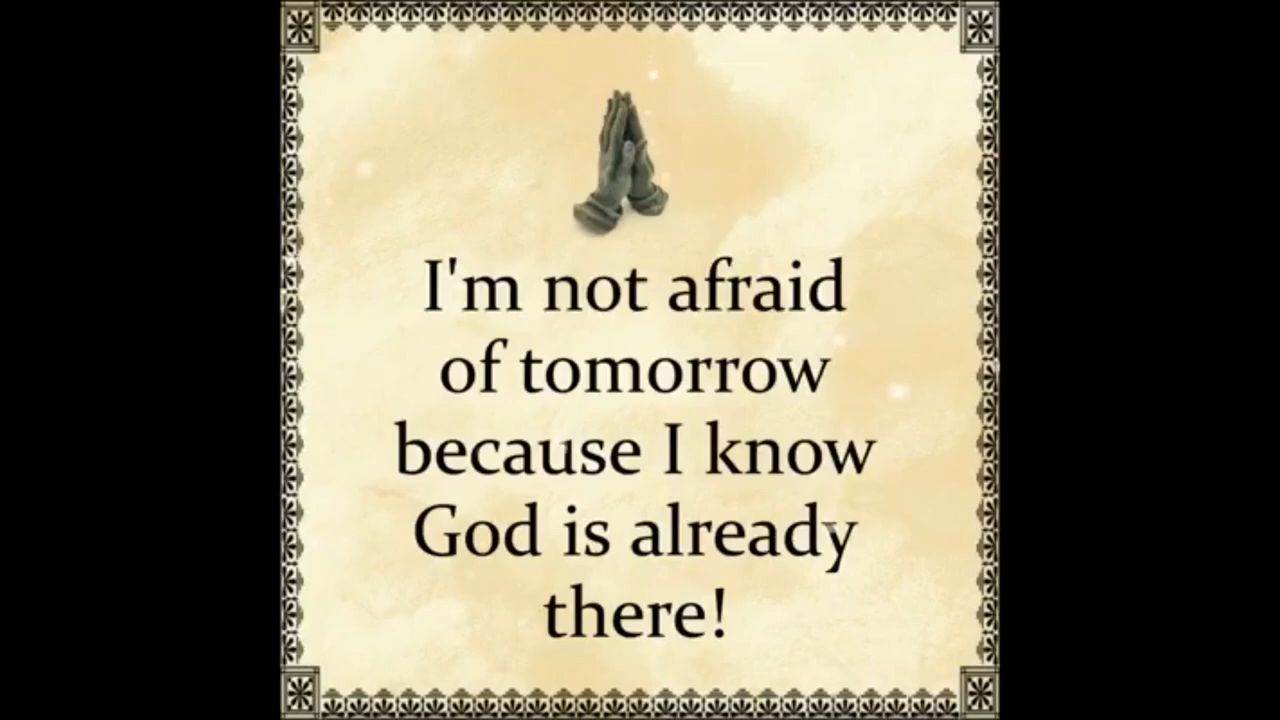 I'm not afraid
of tomorrow
because I know
God is already
there!